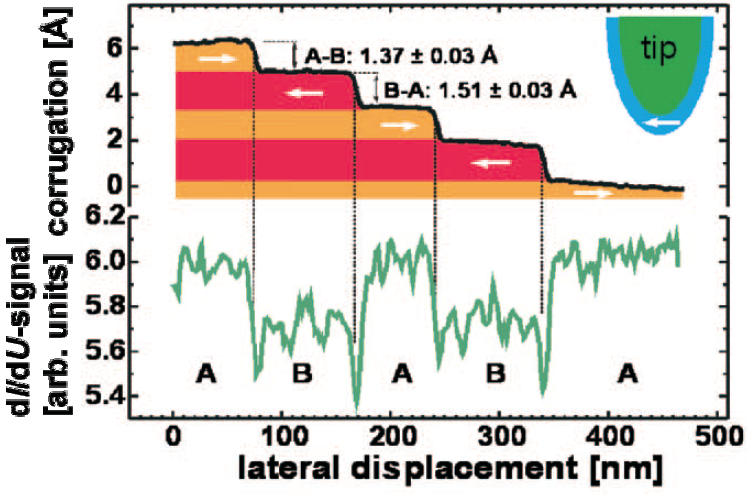 corrugation [Å]
6
4
2
0
A-B: 1.37 ± 0.03 Å
B-A: 1.51 ± 0.03 Å
tip
dI/dU-signal
[arb. units]
6.2
6.0
5.8
5.6
5.4
A B A B A
0 100 200 300 400 500
lateral displacement [nm]